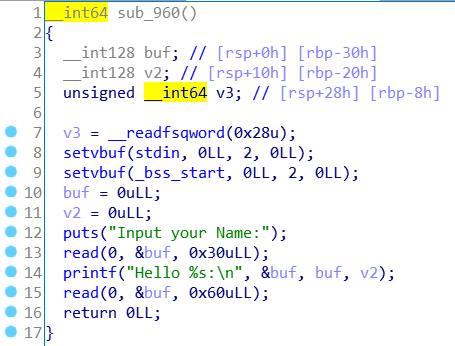 1 __int64 sub_960()
2 {
3 __int128 buf; // [rsp+0h] [rbp-30h]
4 __int128 v2; // [rsp+10h] [rbp-20h]
5 unsigned __int64 v3; // [rsp+28h] [rbp-8h]
6
7 v3 = __readfsqword(0x28u);
8 setvbuf(stdin, 0LL, 2, 0LL);
9 setvbuf(_bss_start, 0LL, 2, 0LL);
10 buf = 0uLL;
11 v2 = 0uLL;
12 puts("Input your Name:");
13 read(0, &buf, 0x30uLL);
14 printf("Hello %s:\n", &buf, buf, v2);
15 read(0, &buf, 0x60uLL);
16 return 0LL;
17 }